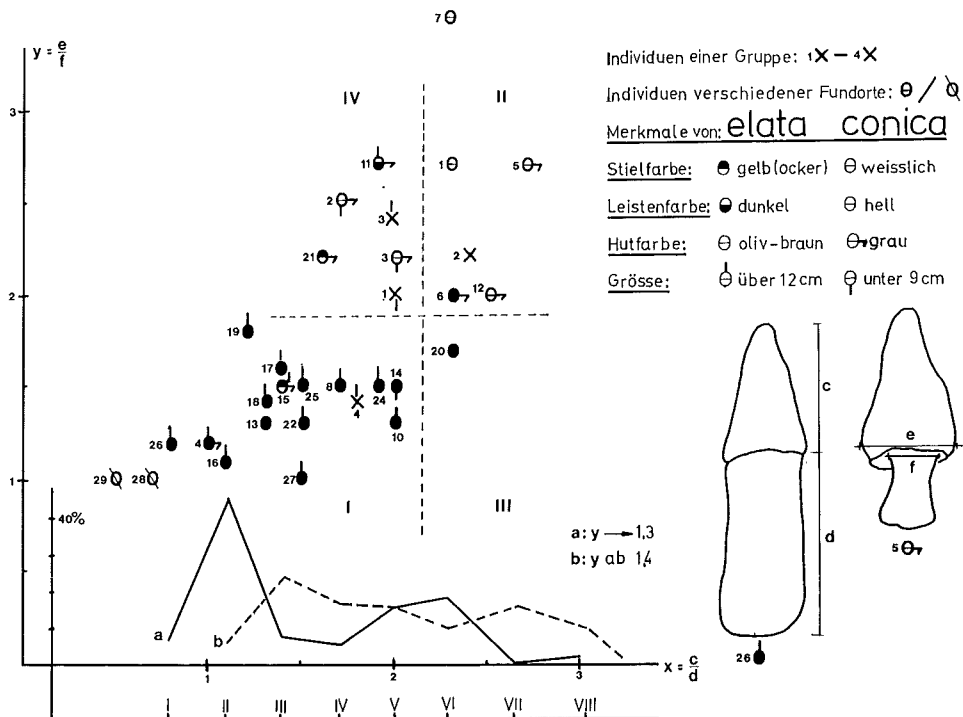 7
y = e/f
Individuen einer Gruppe: 1 X – 4 X
IV
II
Individuen verschiedener Fundorte: /
3
Merkmale von: elata conica
11
1
5
Stielfarbe: gelb (ocker) weisslich
2
3
Leistenfarbe: dunkel hell
21
3
2
Hutfarbe: oliv-braun grau
1
6
12
Grösse: über 12cm unter 9cm
2
19
20
17
15
25
8
14
18
4
24
13
22
10
26
4
16
29
28
27
1
I
III
40%
a: y → 1,3
b: y ab 1,4
c
e
f
d
5
a
b
26
1
2
3
x = c/d
I II III IV V VI VII VIII